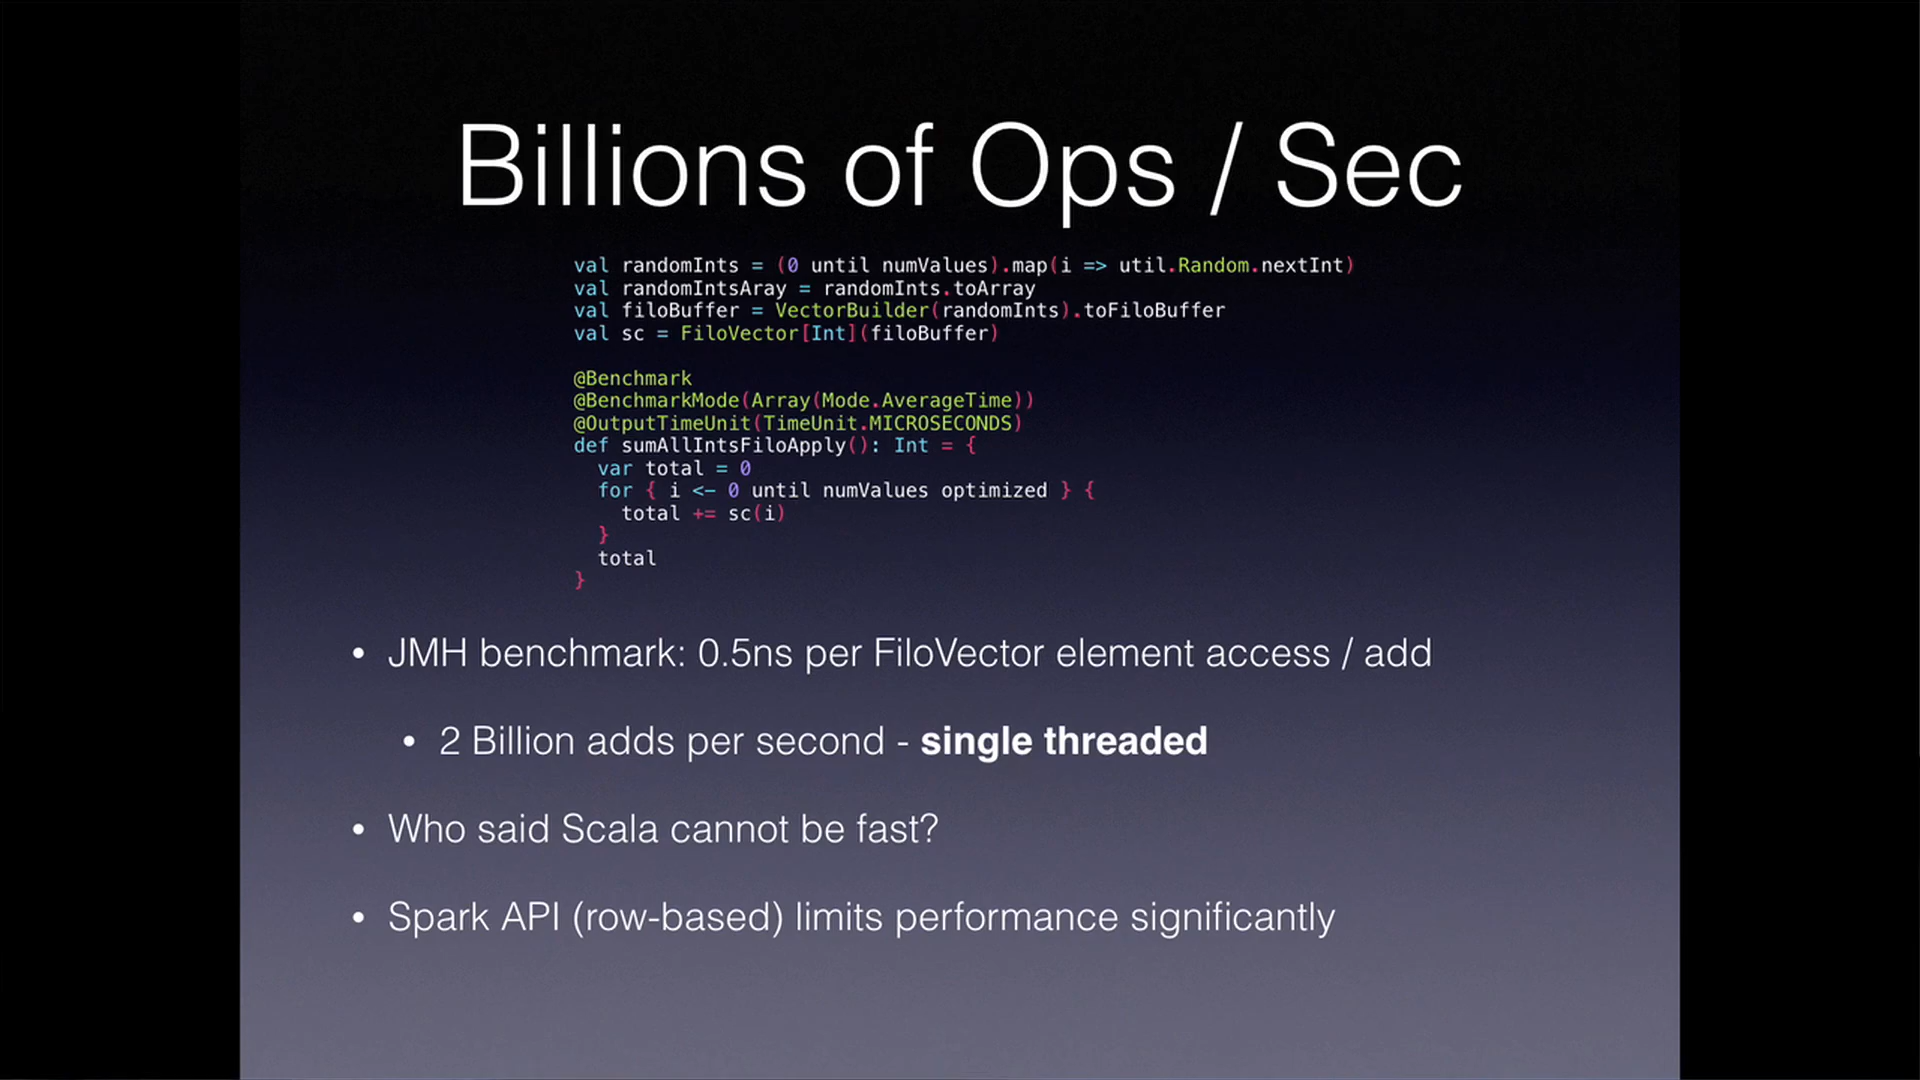 Billions of Ops / Sec
val randomInts = (0 until numValues).map(i => util.Random.nextInt)
val randomIntsAray = randomInts.toArray
val filoBuffer = VectorBuilder(randomInts).toFiloBuffer
val sc = FiloVector[Int](filoBuffer)
@Benchmark
@BenchmarkMode(Array(Mode.AverageTime))
@OutputTimeUnit(TimeUnit.MICROSECONDS)
def sumAllIntsFiloApply(): Int = {
  var total = 0
  for { i <- 0 until numValues optimized } {
    total += sc(i)
  }
  total
}
• JMH benchmark: 0.5ns per FiloVector element access / add
• 2 Billion adds per second - single threaded
• Who said Scala cannot be fast?
• Spark API (row-based) limits performance significantly